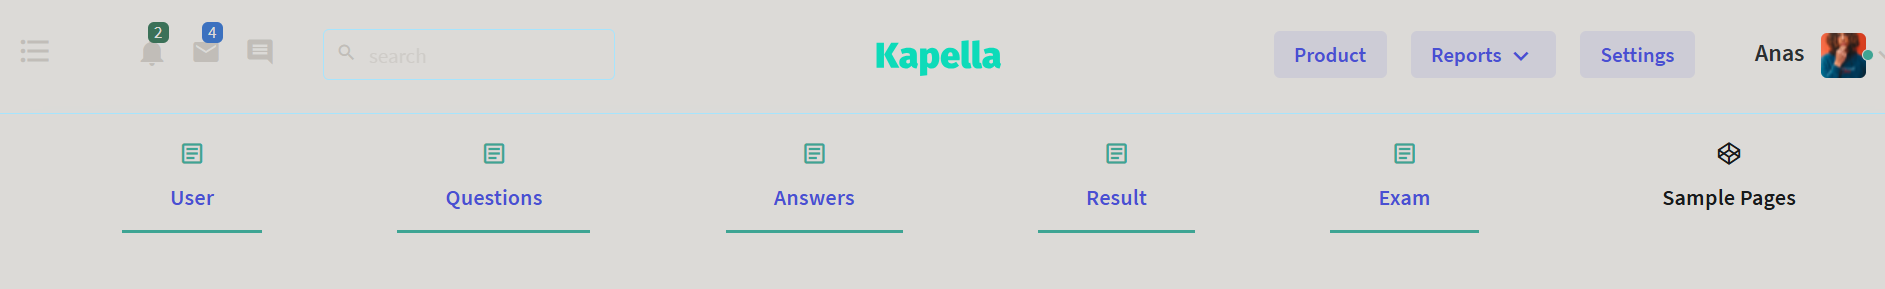 2
4
search
Kapella
Product
Reports
Settings
Anas
User
Questions
Answers
Result
Exam
Sample Pages